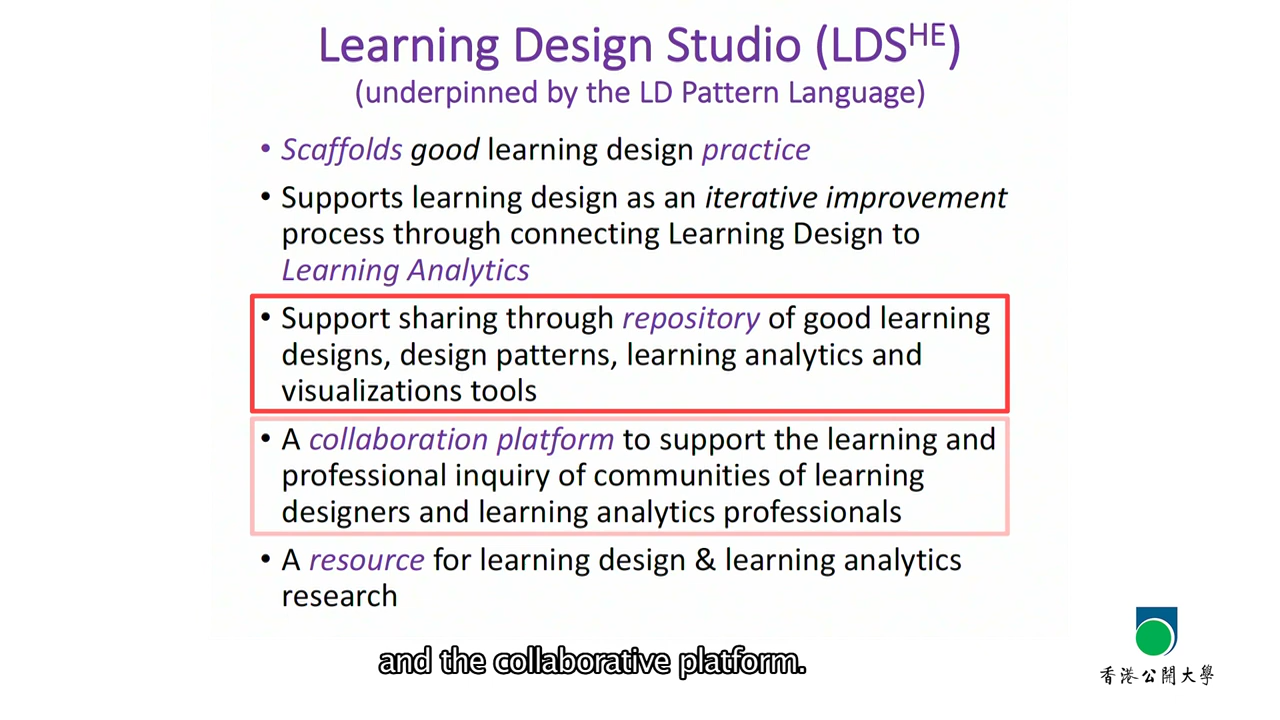 Learning Design Studio (LDSHE)
(underpinned by the LD Pattern Language)
• Scaffolds good learning design practice
• Supports learning design as an iterative improvement
process through connecting Learning Design to
Learning Analytics
• Support sharing through repository of good learning
designs, design patterns, learning analytics and
visualizations tools
• A collaboration platform to support the learning and
professional inquiry of communities of learning
designers and learning analytics professionals
• A resource for learning design & learning analytics
research
and the collaborative platform.
香港公開大學